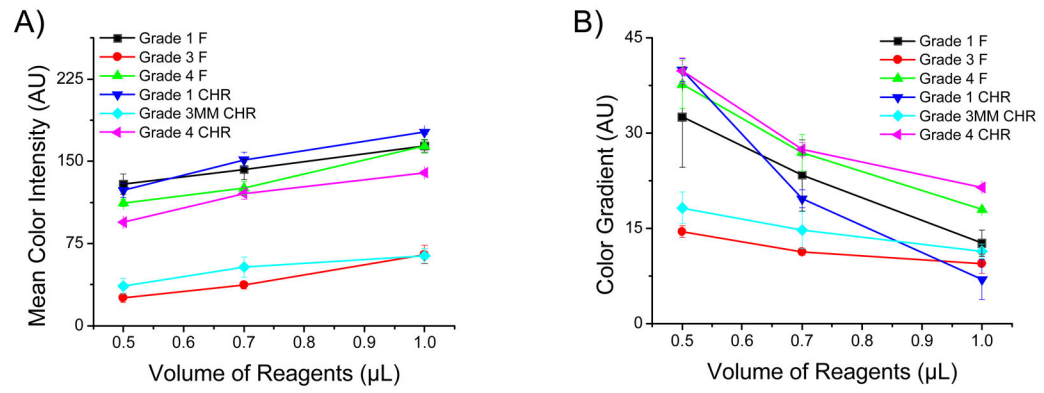 A)
Grade 1 F
Grade 3 F
Grade 4 F
Grade 1 CHR
Grade 3MM CHR
Grade 4 CHR
Mean Color Intensity (AU)
225
150
75
0
0.5 0.6 0.7 0.8 0.9 1.0
Volume of Reagents (µL)
B)
Grade 1 F
Grade 3 F
Grade 4 F
Grade 1 CHR
Grade 3MM CHR
Grade 4 CHR
Color Gradient (AU)
45
30
15
0
0.5 0.6 0.7 0.8 0.9 1.0
Volume of Reagents (µL)